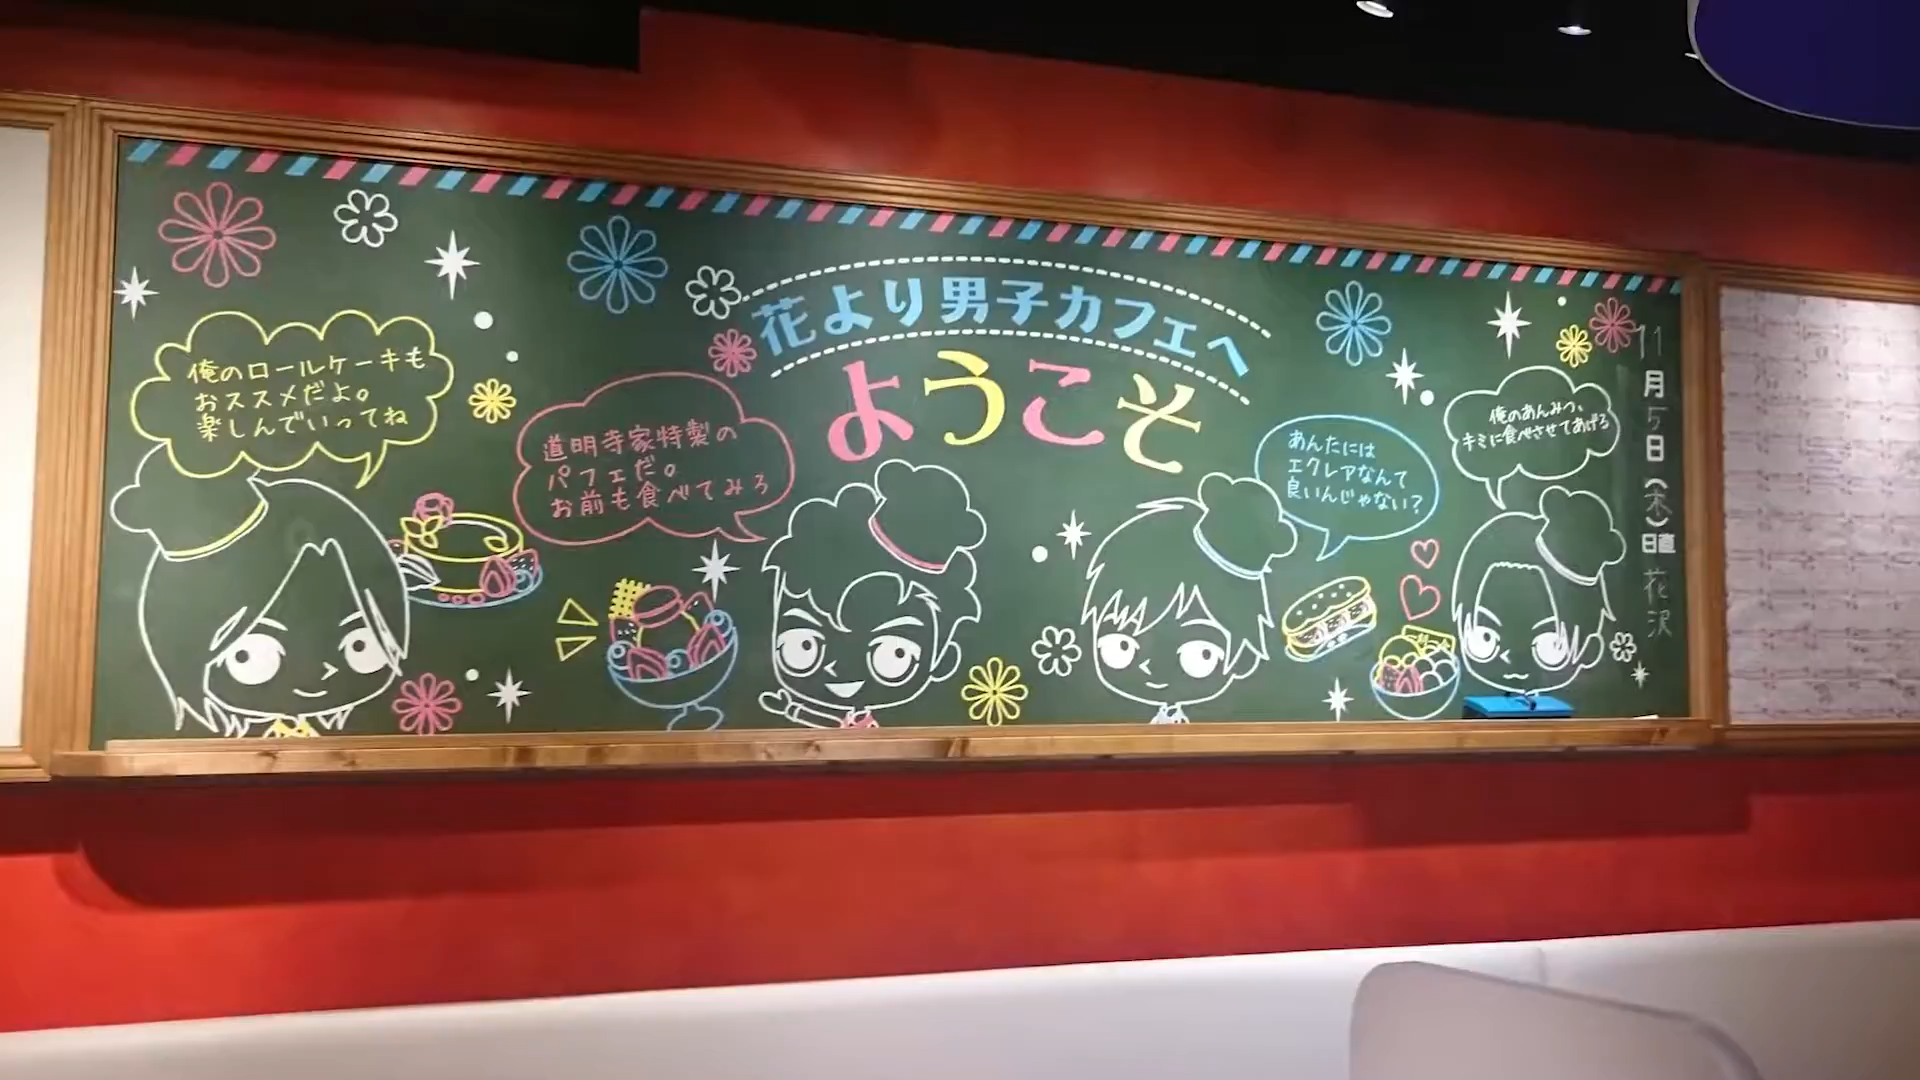 花より男子カフェへ
ようこそ
俺のロールケーキも
おススメだよ。
楽しんでいってね
道明寺家特製の
パフェだ。
お前も食べてみろ
あんたには
エクレアなんて
良いんじゃない?
俺のあんみつ、
キミに食べさせてあげる
11月5日(木)日直 花沢